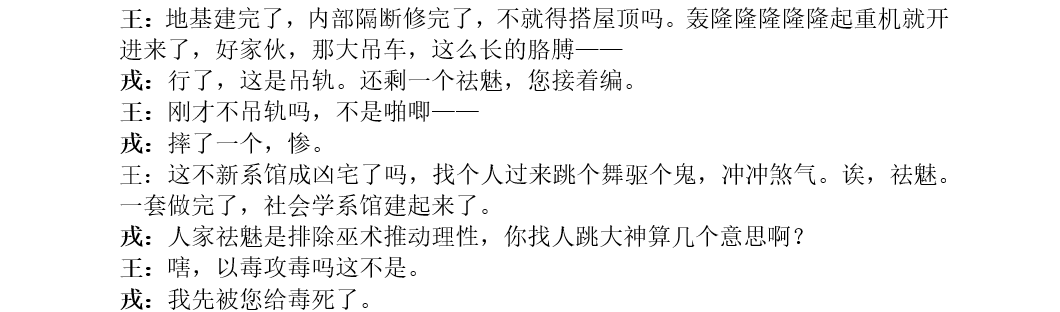 王：地基建完了，内部隔断修完了，不就得搭屋顶吗。轰隆隆隆隆隆起重机就开
进来了，好家伙，那大吊车，这么长的胳膊——
戎：行了，这是吊轨。还剩一个祛魅，您接着编。
王：刚才不吊轨吗，不是啪唧——
戎：摔了一个，惨。
王：这不新系馆成凶宅了吗，找个人过来跳个舞驱个鬼，冲冲煞气。诶，祛魅。
一套做完了，社会学系馆建起来了。
戎：人家祛魅是排除巫术推动理性，你找人跳大神算几个意思啊？
王：嗐，以毒攻毒吗这不是。
戎：我先被您给毒死了。